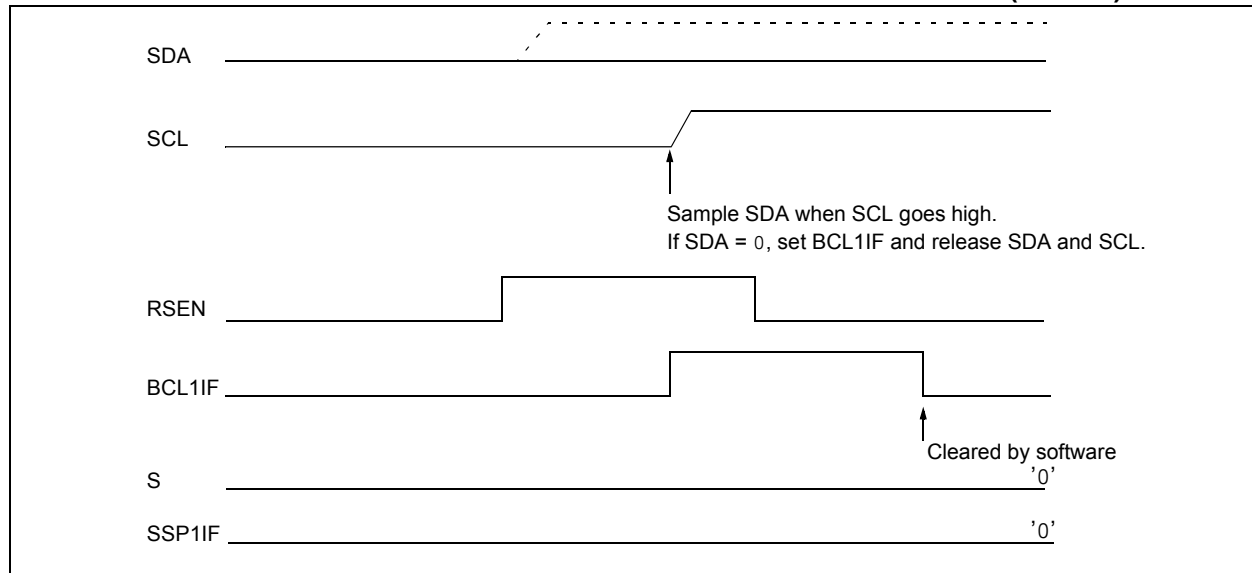 SDA
SCL
Sample SDA when SCL goes high.
If SDA = 0, set BCL1IF and release SDA and SCL.
RSEN
BCL1IF
Cleared by software
S
'0'
SSP1IF
'0'